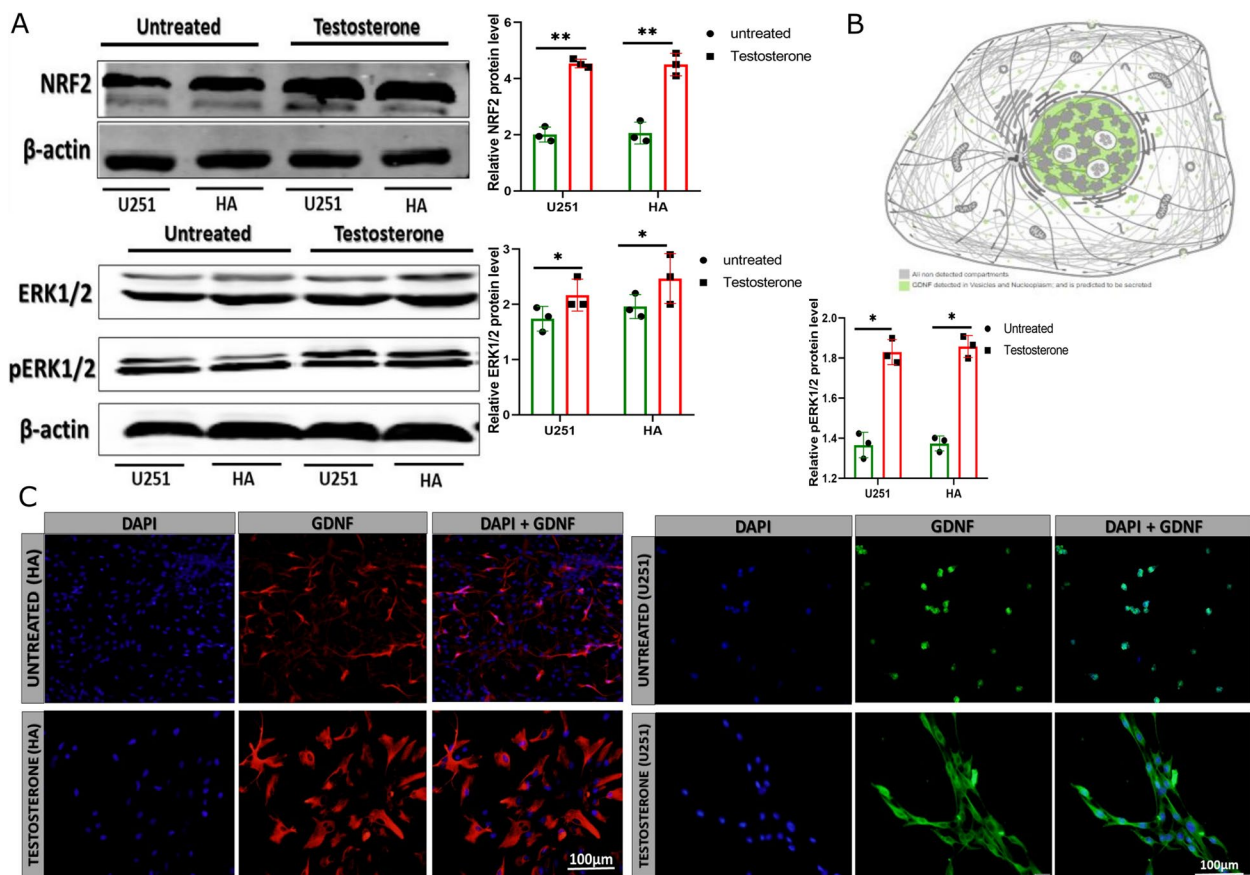 A
Untreated
Testosterone
NRF2
β-actin
U251
HA
U251
HA
Relative NRF2 protein level
6
4
2
0
**
**
U251
HA
untreated
Testosterone
B
All non detected compartments
GDNF detected in Vesicles and Nucleoplasm; and is predicted to be secreted
Untreated
Testosterone
ERK1/2
pERK1/2
β-actin
U251
HA
U251
HA
Relative ERK1/2 protein level
3
2
1
0
*
*
U251
HA
untreated
Testosterone
Relative pERK1/2 protein level
2.0
1.8
1.6
1.4
1.2
*
*
U251
HA
Untreated
Testosterone
C
DAPI
GDNF
DAPI + GDNF
UNTREATED (HA)
TESTOSTERONE (HA)
100μm
DAPI
GDNF
DAPI + GDNF
UNTREATED (U251)
TESTOSTERONE (U251)
100μm